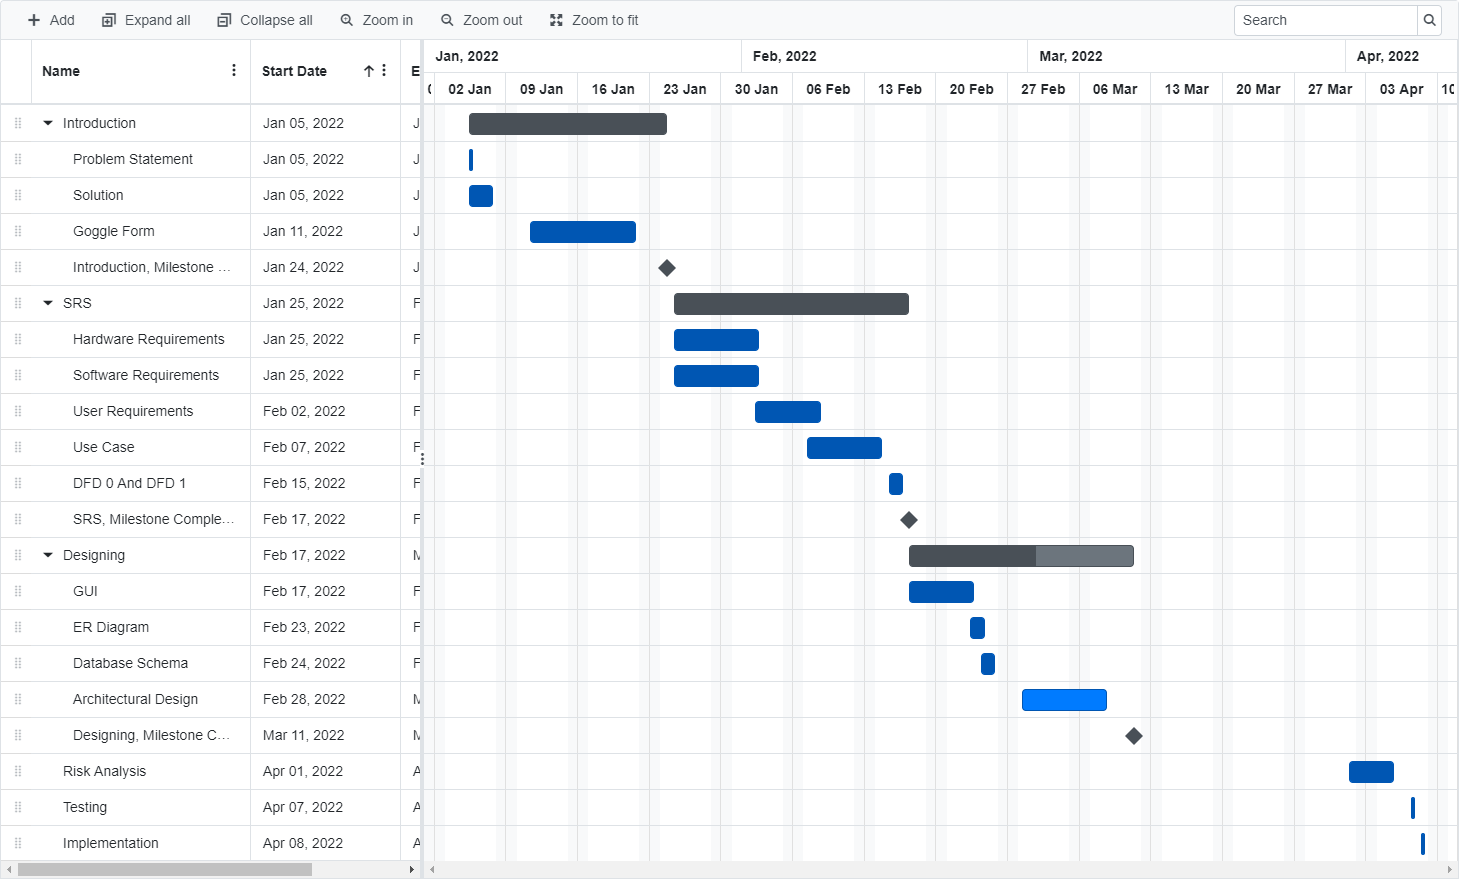 Add Expand all Collapse all Zoom in Zoom out Zoom to fit Search
Name Start Date E
Jan, 2022 Feb, 2022 Mar, 2022 Apr, 2022
02 Jan 09 Jan 16 Jan 23 Jan 30 Jan 06 Feb 13 Feb 20 Feb 27 Feb 06 Mar 13 Mar 20 Mar 27 Mar 03 Apr 10
Introduction Jan 05, 2022 J
Problem Statement Jan 05, 2022 J
Solution Jan 05, 2022 J
Goggle Form Jan 11, 2022 J
Introduction, Milestone ... Jan 24, 2022 J
SRS Jan 25, 2022 F
Hardware Requirements Jan 25, 2022 F
Software Requirements Jan 25, 2022 F
User Requirements Feb 02, 2022 F
Use Case Feb 07, 2022 F
DFD 0 And DFD 1 Feb 15, 2022 F
SRS, Milestone Comple... Feb 17, 2022 F
Designing Feb 17, 2022 M
GUI Feb 17, 2022 F
ER Diagram Feb 23, 2022 F
Database Schema Feb 24, 2022 F
Architectural Design Feb 28, 2022 M
Designing, Milestone C... Mar 11, 2022 M
Risk Analysis Apr 01, 2022 A
Testing Apr 07, 2022 A
Implementation Apr 08, 2022 A